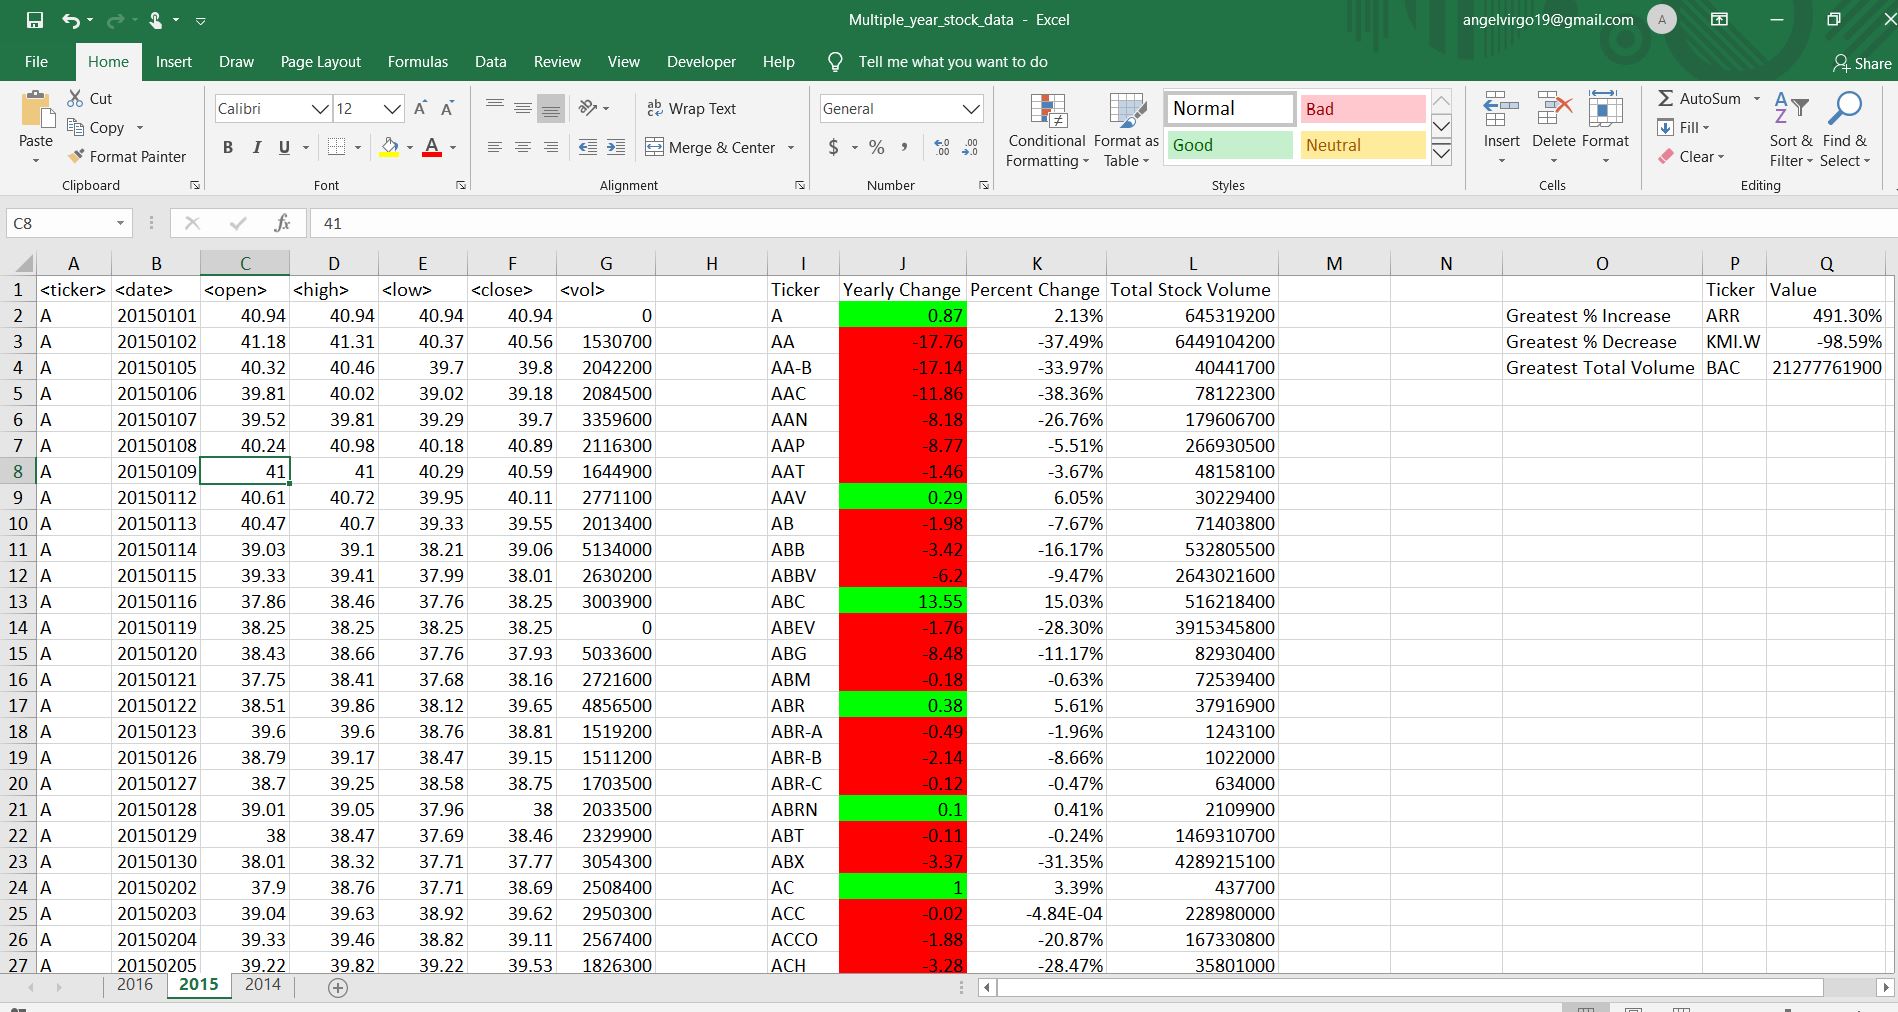 Multiple_year_stock_data - Excel
angelvirgo19@gmail.com A
File Home Insert Draw Page Layout Formulas Data Review View Developer Help Tell me what you want to do Share
Paste
Cut
Copy
Format Painter
Clipboard
Calibri 12 A A
B I U A
Font
ab Wrap Text
Merge & Center
Alignment
General
$ % , .00 .00
Number
Conditional Formatting
Format as Table
Normal Bad
Good Neutral
Styles
Insert Delete Format
Cells
AutoSum
Fill
Clear
Sort & Filter
Find & Select
Editing
C8 fx 41
A B C D E F G H I J K L M N O P Q
1 <ticker> <date> <open> <high> <low> <close> <vol> Ticker Yearly Change Percent Change Total Stock Volume Ticker Value
2 A 20150101 40.94 40.94 40.94 40.94 0 A 0.87 2.13% 645319200 Greatest % Increase ARR 491.30%
3 A 20150102 41.18 41.31 40.37 40.56 1530700 AA -17.76 -37.49% 6449104200 Greatest % Decrease KMI.W -98.59%
4 A 20150105 40.32 40.46 39.7 39.8 2042200 AA-B -17.14 -33.97% 40441700 Greatest Total Volume BAC 21277761900
5 A 20150106 39.81 40.02 39.02 39.18 2084500 AAC -11.86 -38.36% 78122300
6 A 20150107 39.52 39.81 39.29 39.7 3359600 AAN -8.18 -26.76% 179606700
7 A 20150108 40.24 40.98 40.18 40.89 2116300 AAP -8.77 -5.51% 266930500
8 A 20150109 41 41 40.29 40.59 1644900 AAT -1.46 -3.67% 48158100
9 A 20150112 40.61 40.72 39.95 40.11 2771100 AAV 0.29 6.05% 30229400
10 A 20150113 40.47 40.7 39.33 39.55 2013400 AB -1.98 -7.67% 71403800
11 A 20150114 39.03 39.1 38.21 39.06 5134000 ABB -3.42 -16.17% 532805500
12 A 20150115 39.33 39.41 37.99 38.01 2630200 ABBV -6.2 -9.47% 2643021600
13 A 20150116 37.86 38.46 37.76 38.25 3003900 ABC 13.55 15.03% 516218400
14 A 20150119 38.25 38.25 38.25 38.25 0 ABEV -1.76 -28.30% 3915345800
15 A 20150120 38.43 38.66 37.76 37.93 5033600 ABG -8.48 -11.17% 82930400
16 A 20150121 37.75 38.41 37.68 38.16 2721600 ABM -0.18 -0.63% 72539400
17 A 20150122 38.51 39.86 38.12 39.65 4856500 ABR 0.38 5.61% 37916900
18 A 20150123 39.6 39.6 38.76 38.81 1519200 ABR-A -0.49 -1.96% 1243100
19 A 20150126 38.79 39.17 38.47 39.15 1511200 ABR-B -2.14 -8.66% 1022000
20 A 20150127 38.7 39.25 38.58 38.75 1703500 ABR-C -0.12 -0.47% 634000
21 A 20150128 39.01 39.05 37.96 38 2033500 ABRN 0.1 0.41% 2109900
22 A 20150129 38 38.47 37.69 38.46 2329900 ABT -0.11 -0.24% 1469310700
23 A 20150130 38.01 38.32 37.71 37.77 3054300 ABX -3.37 -31.35% 4289215100
24 A 20150202 37.9 38.76 37.71 38.69 2508400 AC 1 3.39% 437700
25 A 20150203 39.04 39.63 38.92 39.62 2950300 ACC -0.02 -4.84E-04 228980000
26 A 20150204 39.33 39.46 38.82 39.11 2567400 ACCO -1.88 -20.87% 167330800
27 A 20150205 39.22 39.82 39.22 39.53 1826300 ACH -3.28 -28.47% 35801000
2016 2015 2014